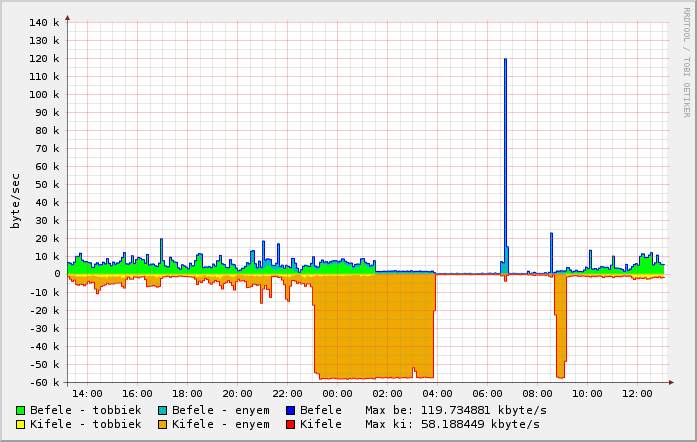 RRDTOOL / TOBI OETIKER
byte/sec
140 k
130 k
120 k
110 k
100 k
90 k
80 k
70 k
60 k
50 k
40 k
30 k
20 k
10 k
0
-10 k
-20 k
-30 k
-40 k
-50 k
-60 k
14:00 16:00 18:00 20:00 22:00 00:00 02:00 04:00 06:00 08:00 10:00 12:00
Befele - tobbiek Befele - enyem Befele Max be: 119.734881 kbyte/s
Kifele - tobbiek Kifele - enyem Kifele Max ki: 58.188449 kbyte/s